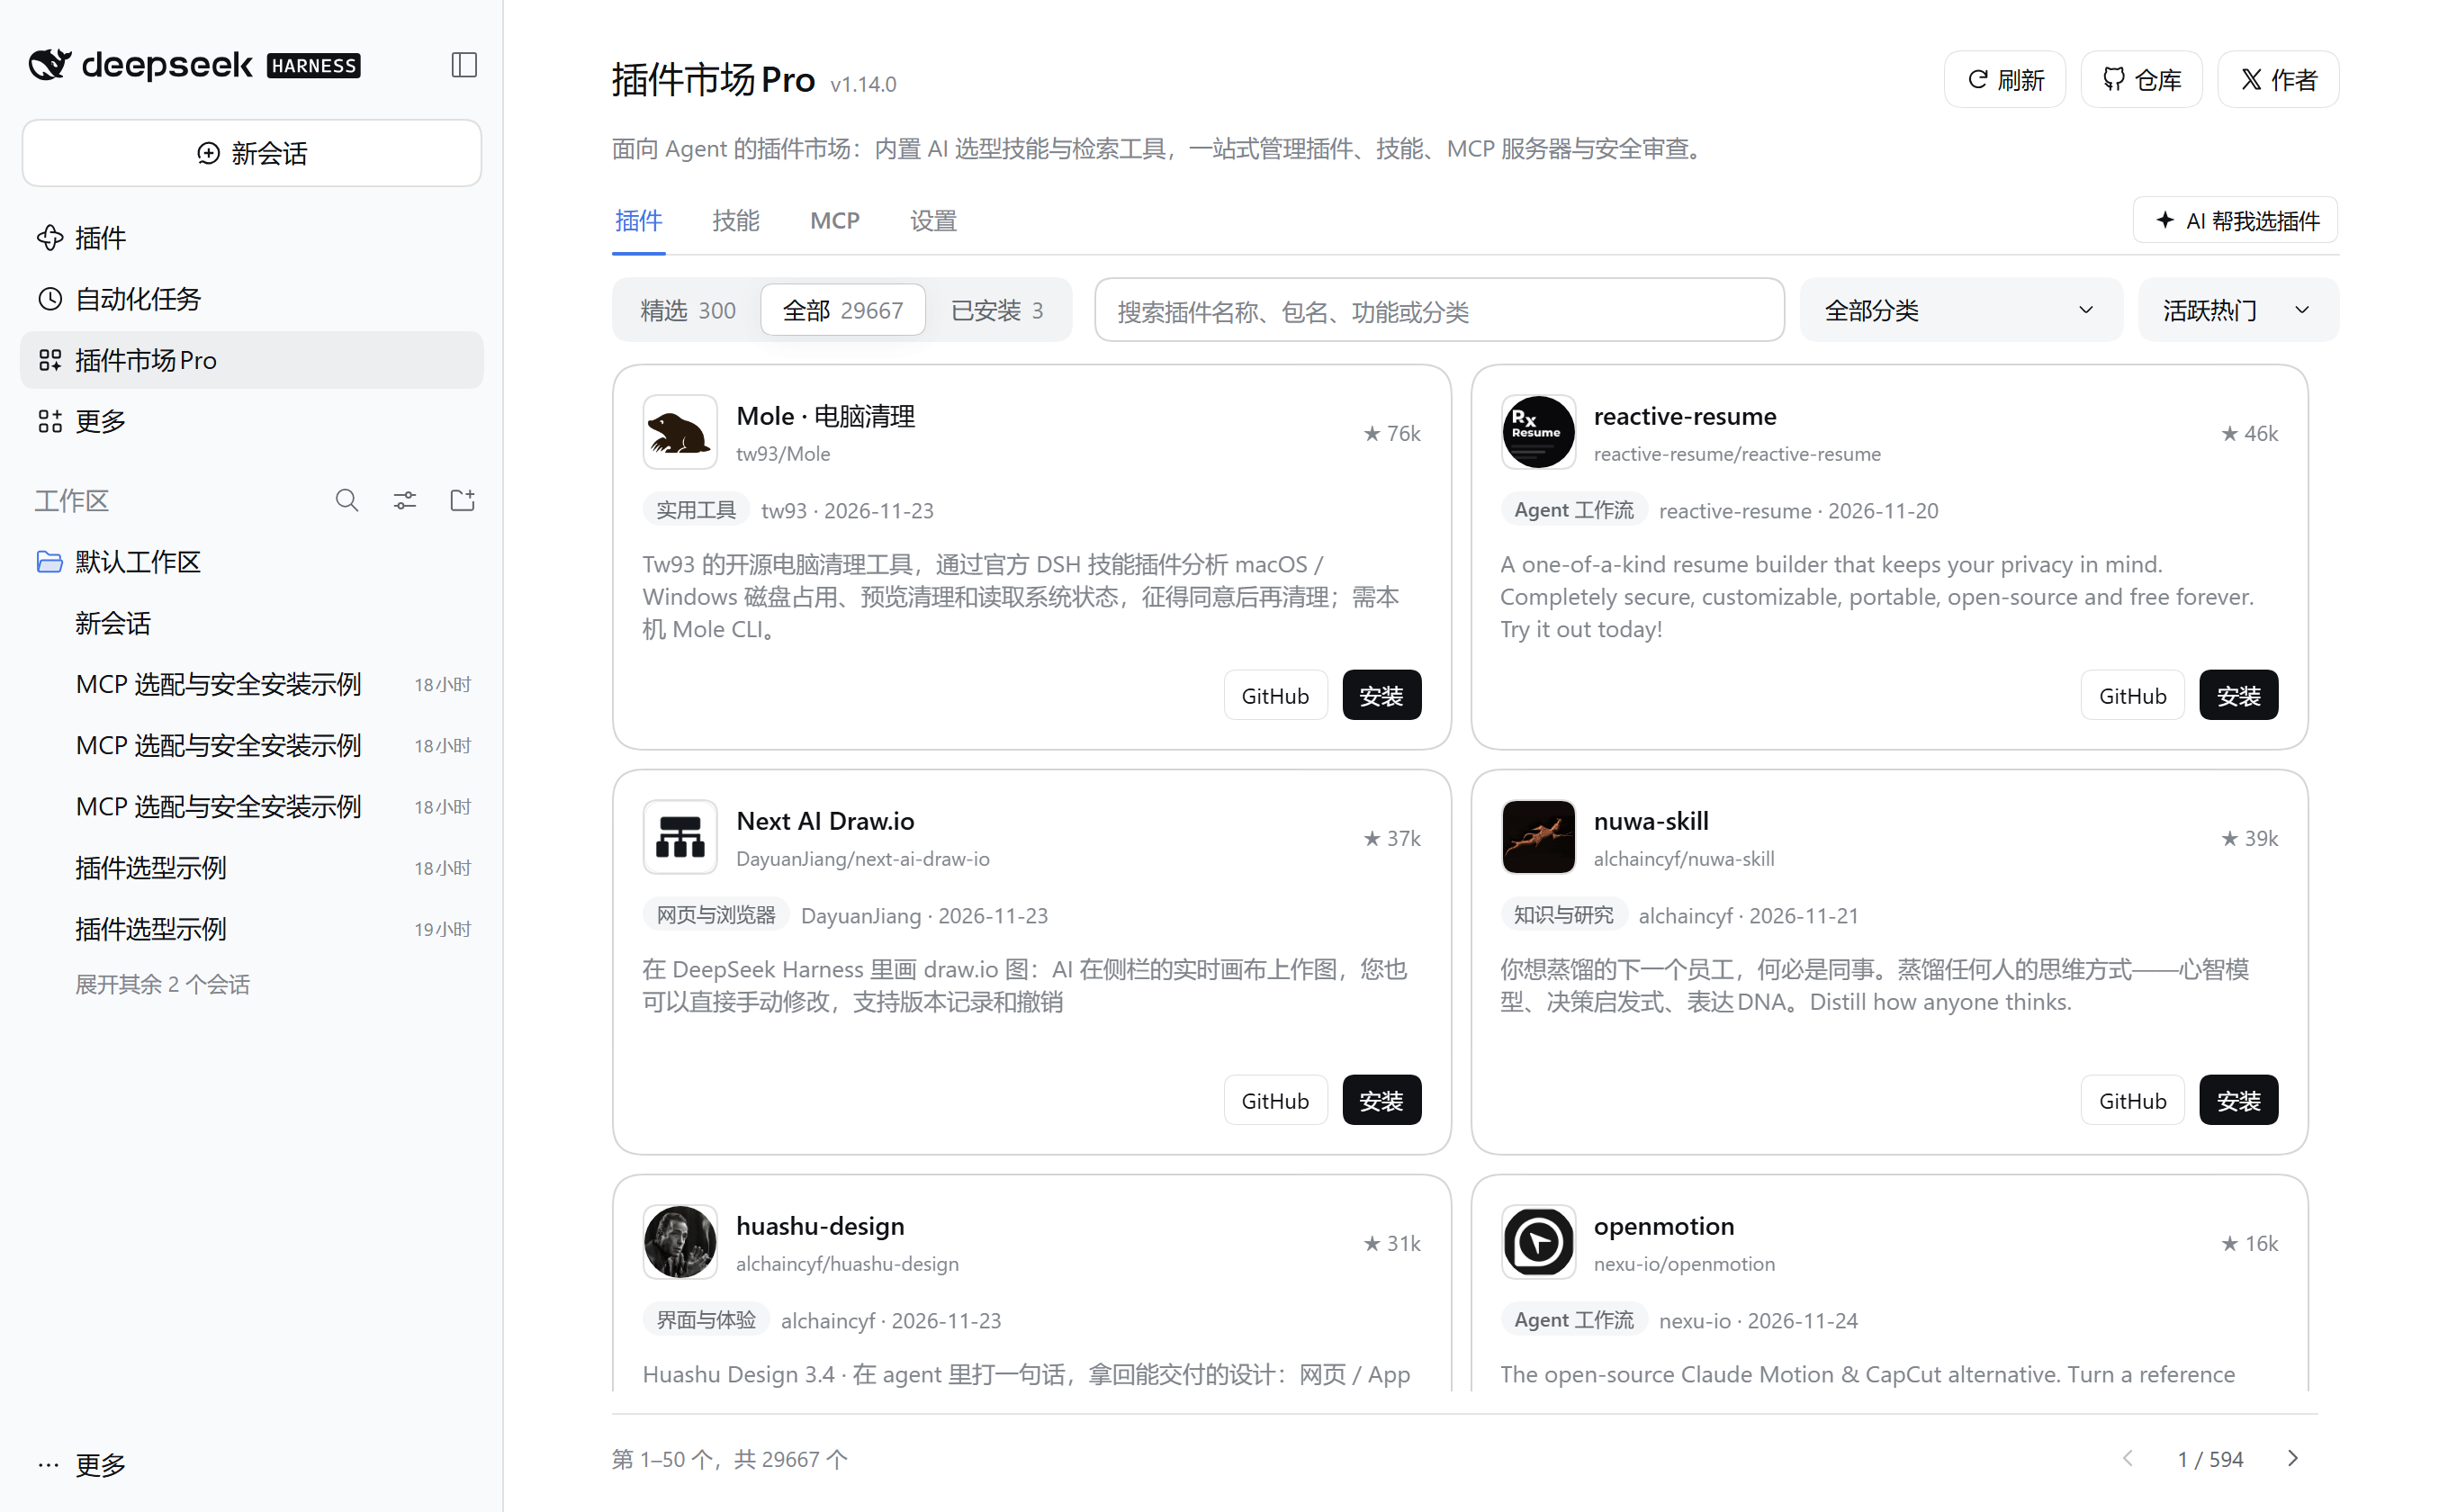 deepseek HARNESS
新会话
插件
自动化任务
插件市场Pro
更多
工作区
默认工作区
新会话
MCP 选配与安全安装示例 18小时
MCP 选配与安全安装示例 18小时
MCP 选配与安全安装示例 18小时
插件选型示例 18小时
插件选型示例 19小时
展开其余 2 个会话
··· 更多
插件市场Pro v1.14.0
刷新 仓库 作者
面向 Agent 的插件市场：内置 AI 选型技能与检索工具，一站式管理插件、技能、MCP 服务器与安全审查。
插件 技能 MCP 设置 AI 帮我选插件
精选 300 全部 29667 已安装 3 搜索插件名称、包名、功能或分类 全部分类 活跃热门
Mole · 电脑清理
tw93/Mole
★ 76k
实用工具 tw93 · 2026-11-23
Tw93 的开源电脑清理工具，通过官方 DSH 技能插件分析 macOS /
Windows 磁盘占用、预览清理和读取系统状态，征得同意后再清理；需本
机 Mole CLI。
GitHub 安装
Rx
Resume
reactive-resume
reactive-resume/reactive-resume
★ 46k
Agent 工作流 reactive-resume · 2026-11-20
A one-of-a-kind resume builder that keeps your privacy in mind.
Completely secure, customizable, portable, open-source and free forever.
Try it out today!
GitHub 安装
Next AI Draw.io
DayuanJiang/next-ai-draw-io
★ 37k
网页与浏览器 DayuanJiang · 2026-11-23
在 DeepSeek Harness 里画 draw.io 图：AI 在侧栏的实时画布上作图，您也
可以直接手动修改，支持版本记录和撤销
GitHub 安装
nuwa-skill
alchaincyf/nuwa-skill
★ 39k
知识与研究 alchaincyf · 2026-11-21
你想蒸馏的下一个员工，何必是同事。蒸馏任何人的思维方式——心智模
型、决策启发式、表达DNA。Distill how anyone thinks.
GitHub 安装
huashu-design
alchaincyf/huashu-design
★ 31k
界面与体验 alchaincyf · 2026-11-23
Huashu Design 3.4 · 在 agent 里打一句话，拿回能交付的设计：网页 / App
openmotion
nexu-io/openmotion
★ 16k
Agent 工作流 nexu-io · 2026-11-24
The open-source Claude Motion & CapCut alternative. Turn a reference
第 1–50 个，共 29667 个
1 / 594